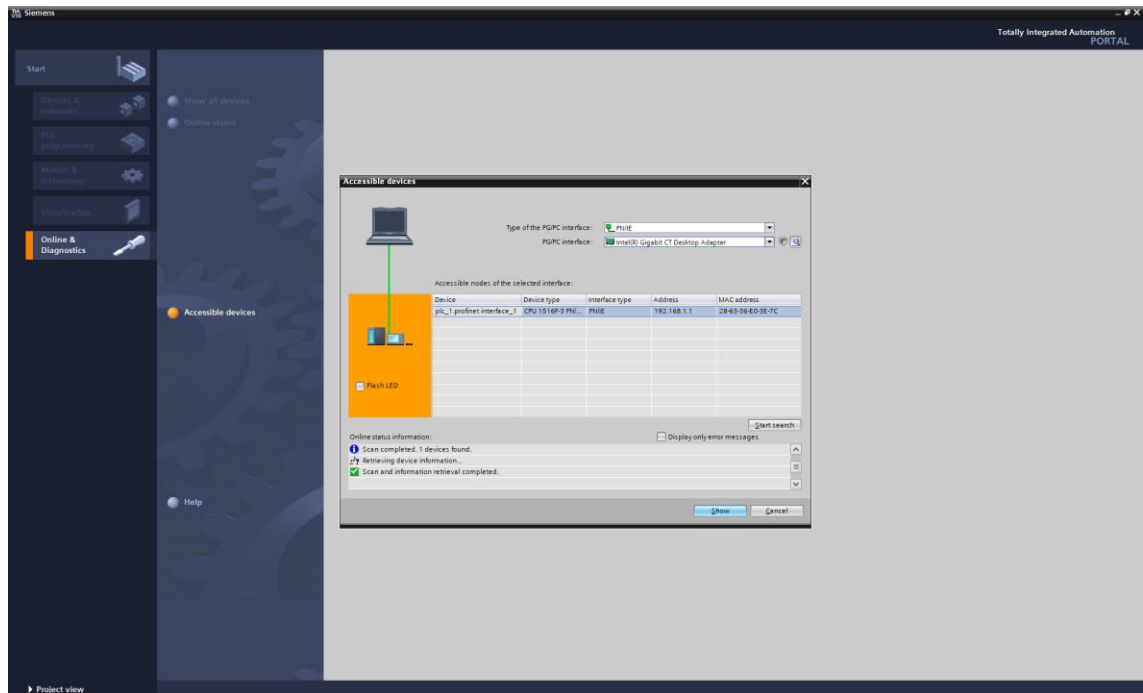 Siemens
Totally Integrated Automation
PORTAL
Start
Devices &
networks
PLC
programming
Motion &
technology
Visualization
Online &
Diagnostics
Show all devices
Online status
Accessible devices
Help
Accessible devices
Type of the PG/PC interface: PN/IE
PG/PC interface: Intel(R) Gigabit CT Desktop Adapter
Accessible nodes of the selected interface:
Device Device type Interface type Address MAC address
plc_1.profinet interface_1 CPU 1516F-3 PN/... PN/IE 192.168.1.1 28-63-36-E0-3E-7C
Flash LED
Start search
Online status information:
Display only error messages
Scan completed. 1 devices found.
Retrieving device information...
Scan and information retrieval completed.
Show Cancel
Project view